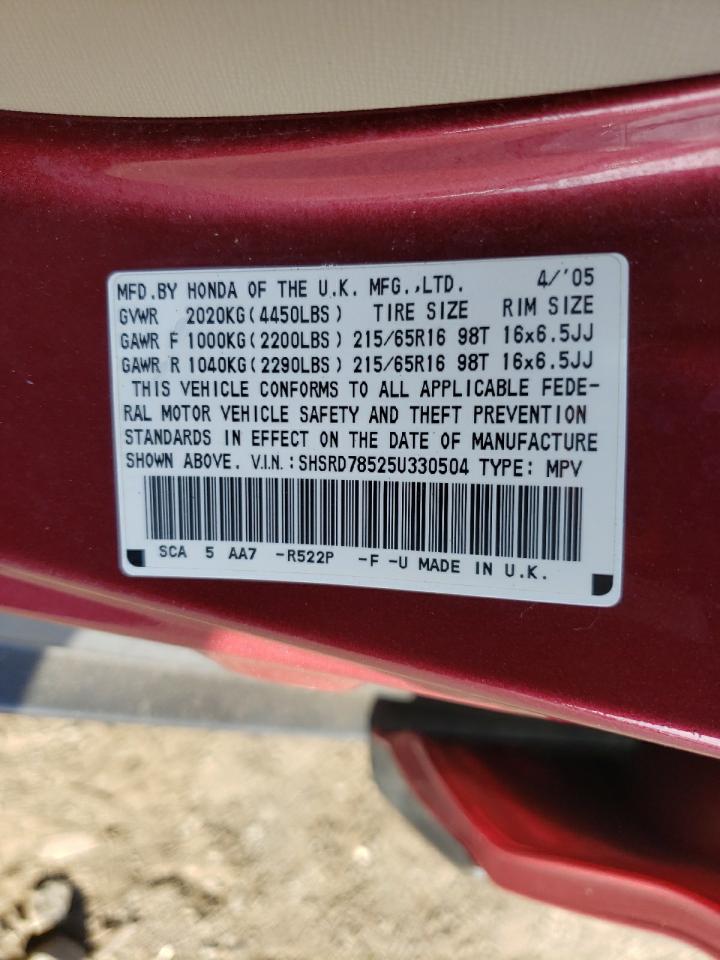 MFD.BY HONDA OF THE U.K. MFG.,LTD. 4/'05
GVWR 2020KG(4450LBS) TIRE SIZE RIM SIZE
GAWR F 1000KG(2200LBS) 215/65R16 98T 16x6.5JJ
GAWR R 1040KG(2290LBS) 215/65R16 98T 16x6.5JJ
THIS VEHICLE CONFORMS TO ALL APPLICABLE FEDE-
RAL MOTOR VEHICLE SAFETY AND THEFT PREVENTION
STANDARDS IN EFFECT ON THE DATE OF MANUFACTURE
SHOWN ABOVE. V.I.N.:SHSRD78525U330504 TYPE: MPV
SCA 5 AA7 -R522P -F -U MADE IN U.K.